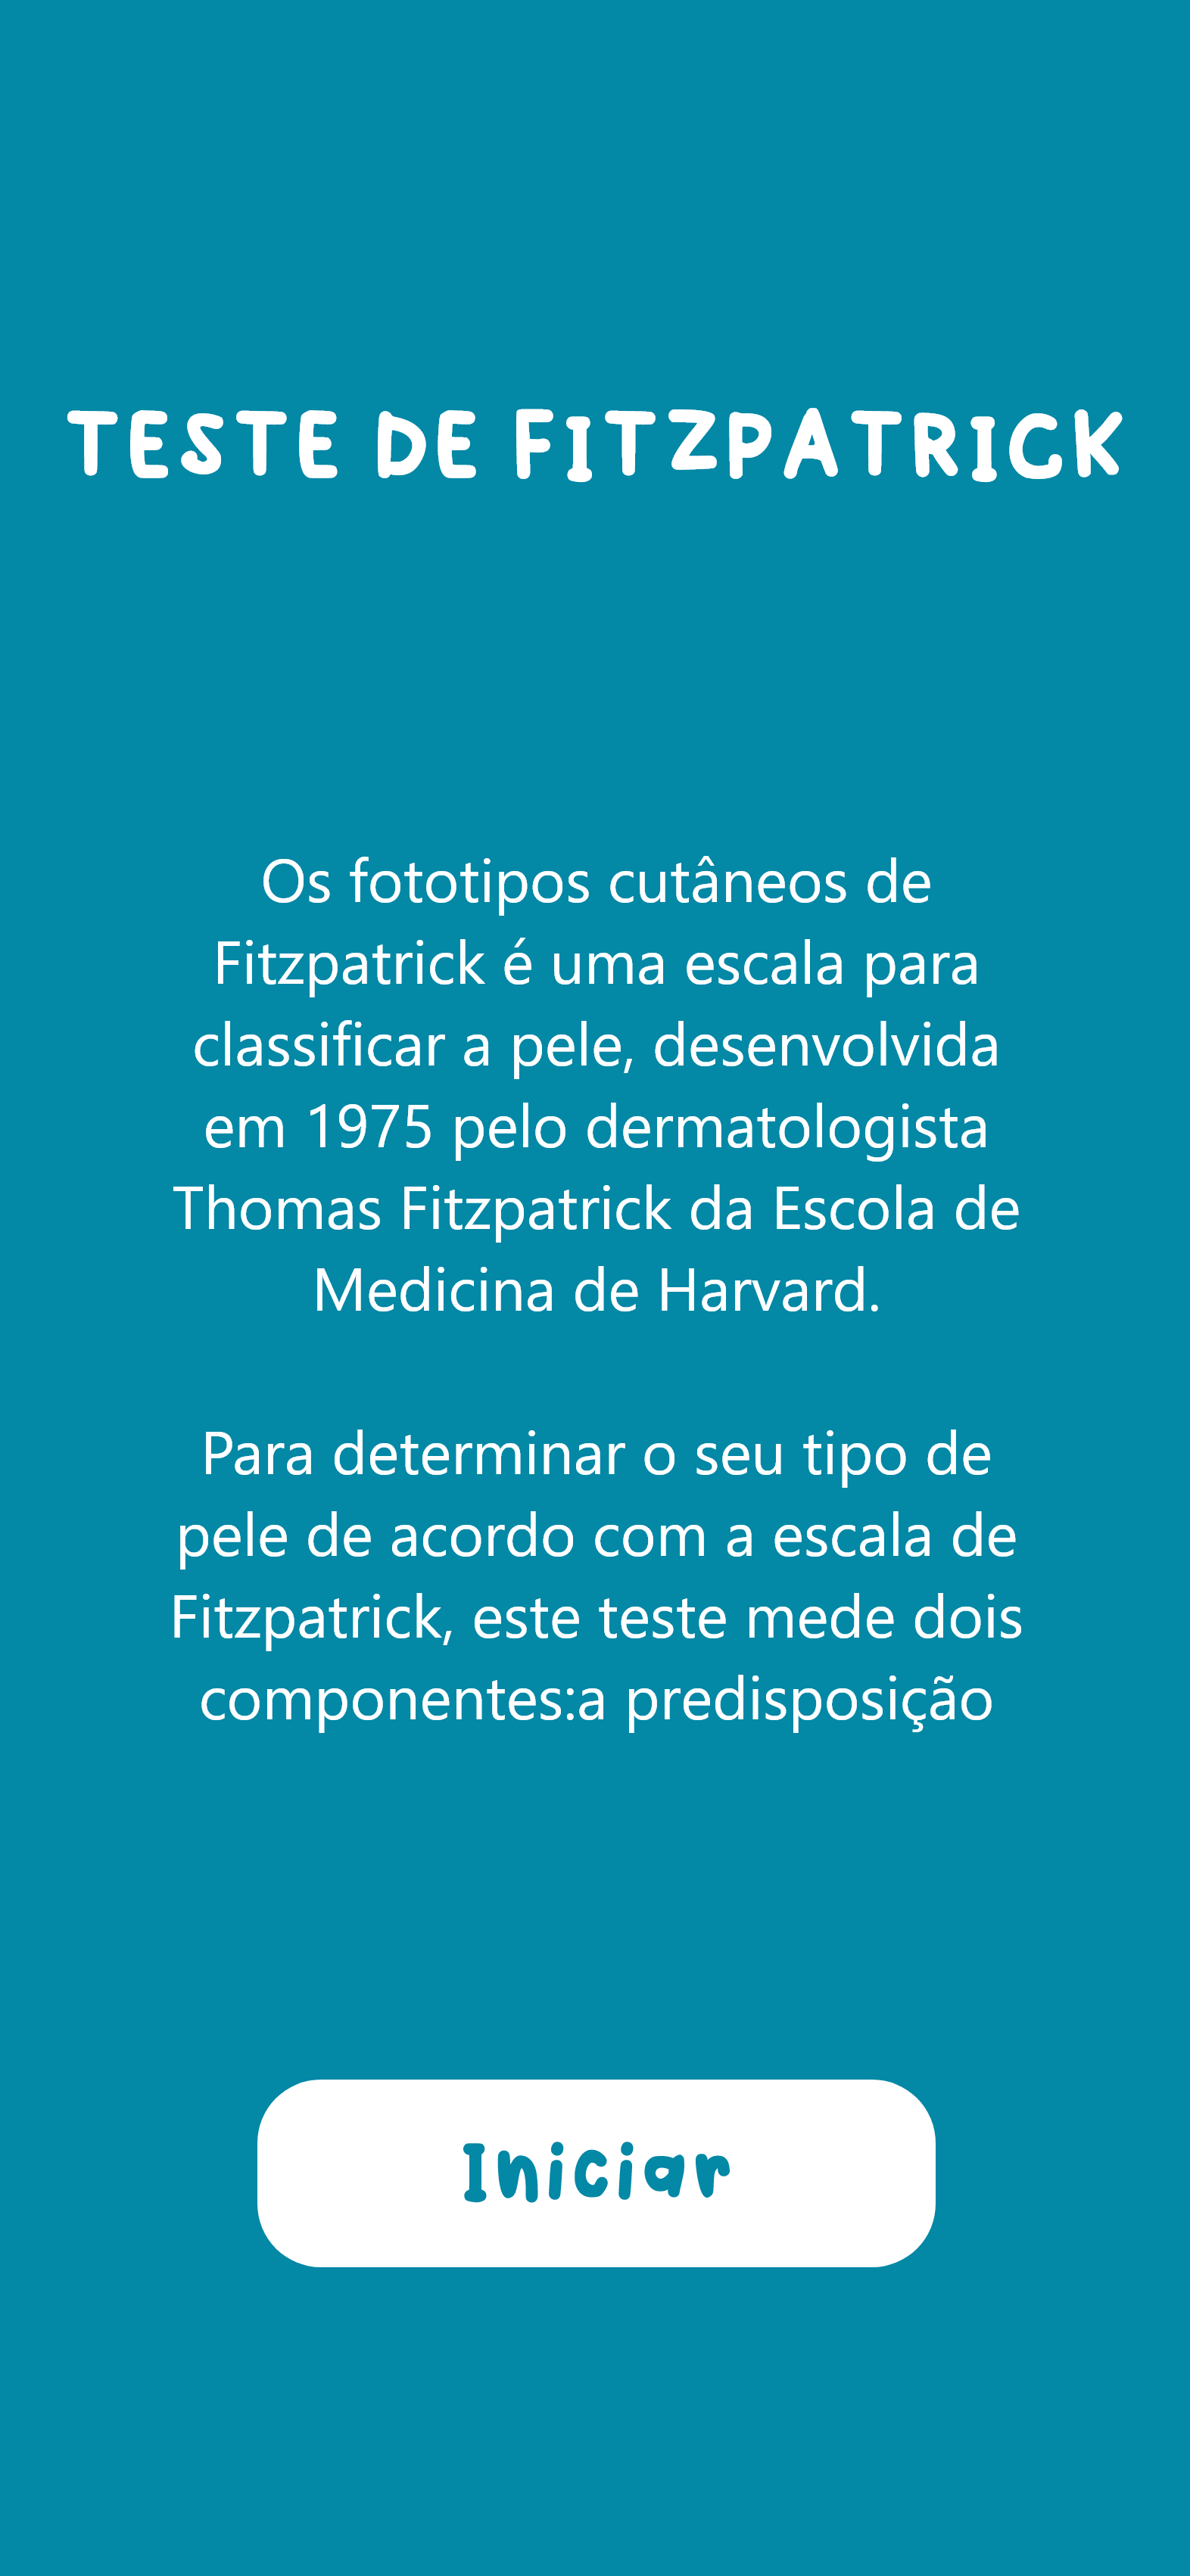 TESTE DE FITZPATRICK
Os fototipos cutâneos de
Fitzpatrick é uma escala para
classificar a pele, desenvolvida
em 1975 pelo dermatologista
Thomas Fitzpatrick da Escola de
Medicina de Harvard.
Para determinar o seu tipo de
pele de acordo com a escala de
Fitzpatrick, este teste mede dois
componentes:a predisposição
Iniciar